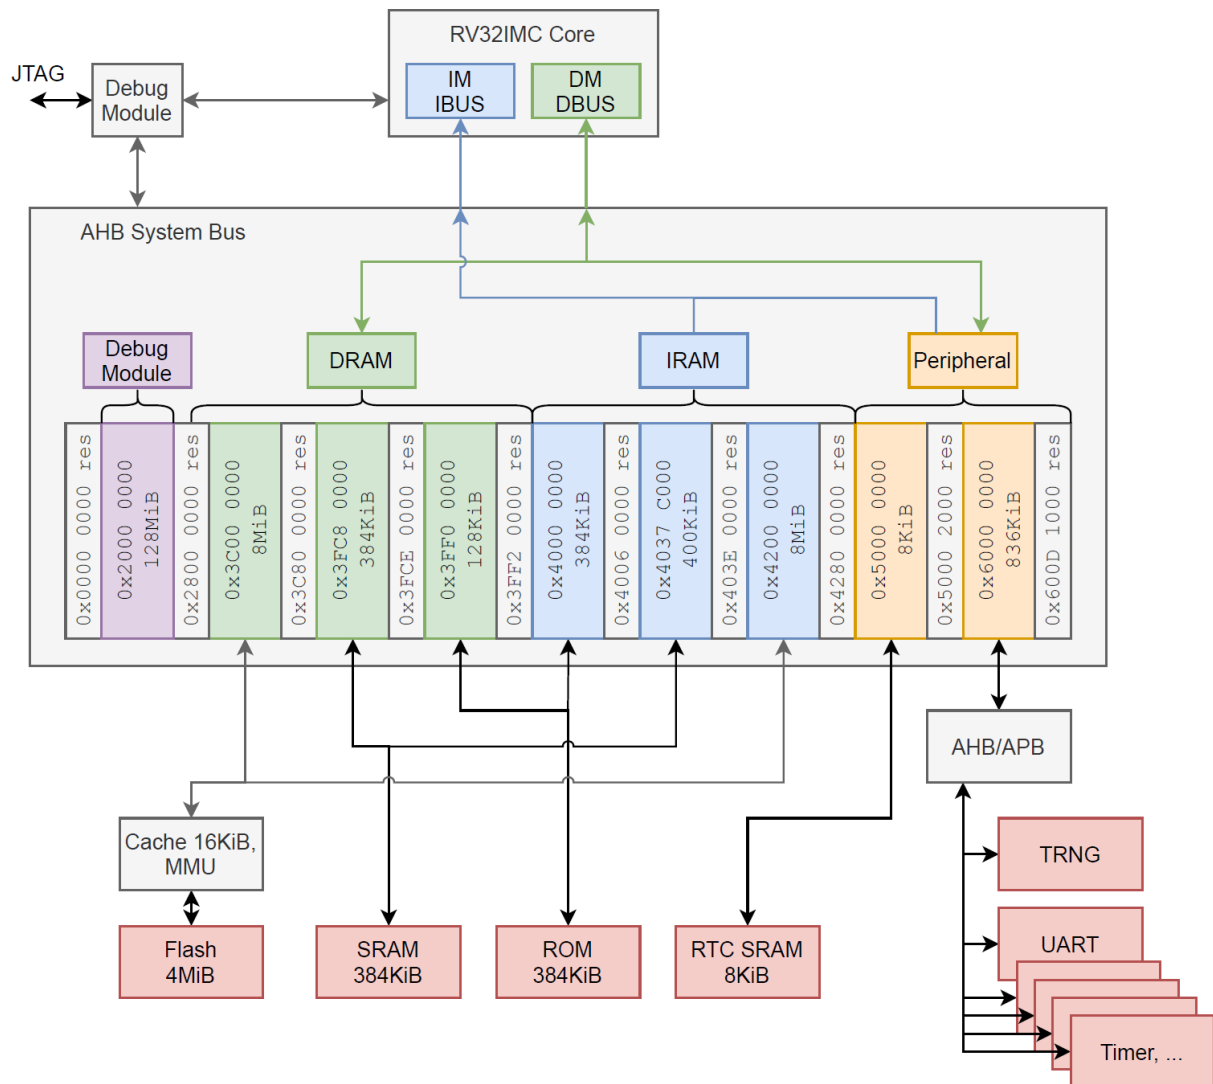 RV32IMC Core
JTAG
Debug
Module
IM
IBUS
DM
DBUS
AHB System Bus
Debug
Module
DRAM
IRAM
Peripheral
0x0000 0000 res
0x2000 0000
128MiB
0x2800 0000 res
0x3C00 0000
8MiB
0x3C80 0000 res
0x3FC8 0000
384KiB
0x3FCE 0000 res
0x3FF0 0000
128KiB
0x3FF2 0000 res
0x4000 0000
384KiB
0x4006 0000 res
0x4037 C000
400KiB
0x403E 0000 res
0x4200 0000
8MiB
0x4280 0000 res
0x5000 0000
8KiB
0x5000 2000 res
0x6000 0000
836KiB
0x600D 1000 res
AHB/APB
Cache 16KiB,
MMU
TRNG
Flash
4MiB
SRAM
384KiB
ROM
384KiB
RTC SRAM
8KiB
UART
Timer, ...